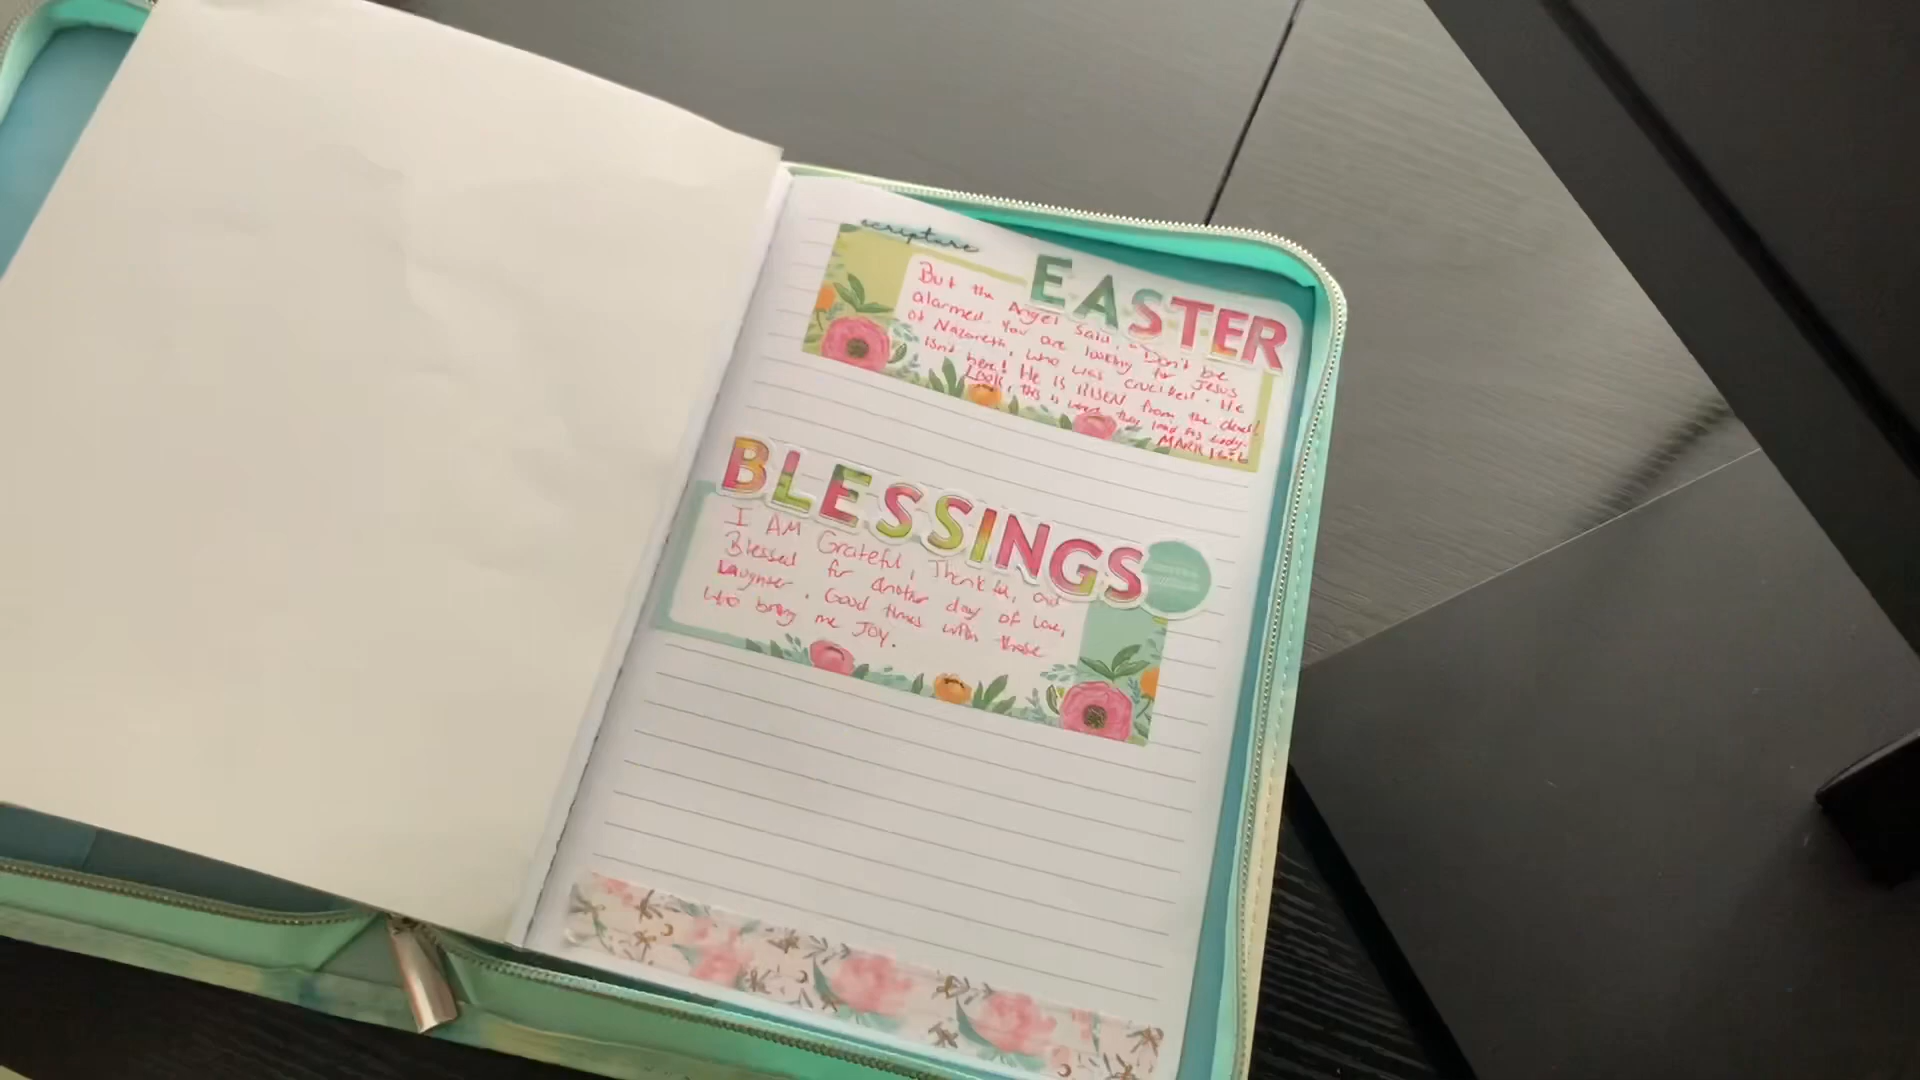 scripture
EASTER
But the Angel said, "Don't be
alarmed. You are looking for Jesus
of Nazareth, who was crucified. He
isn't here! He is RISEN from the dead!
Look, this is where they laid his body.
MARK 16:6
BLESSINGS
I AM Grateful, Thankful, and
Blessed for another day of love,
Laughter. Good times with those
who bring me Joy.